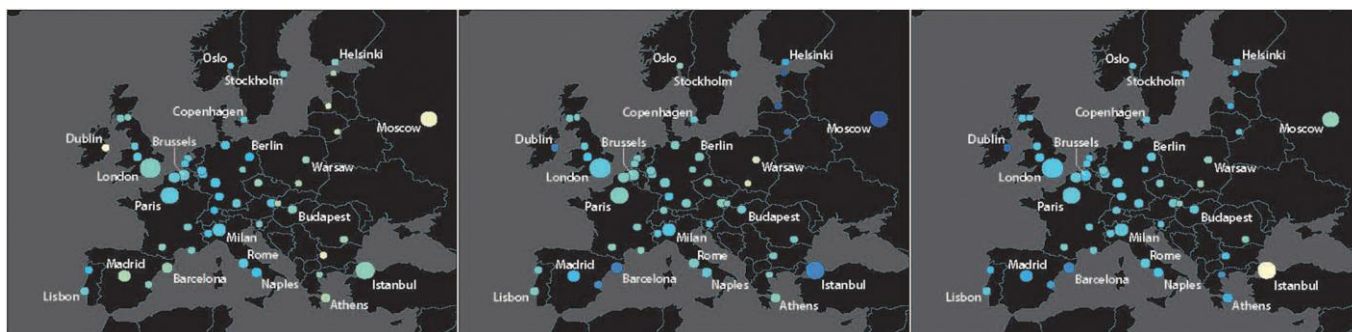 Oslo
Helsinki
Stockholm
Copenhagen
Moscow
Dublin
Brussels
Berlin
London
Warsaw
Paris
Budapest
Milan
Madrid
Rome
Barcelona
Lisbon
Naples
Istanbul
Athens
Oslo
Helsinki
Stockholm
Copenhagen
Moscow
Dublin
Brussels
Berlin
London
Warsaw
Paris
Budapest
Milan
Madrid
Rome
Barcelona
Lisbon
Naples
Istanbul
Athens
Oslo
Helsinki
Stockholm
Copenhagen
Moscow
Dublin
Brussels
Berlin
London
Warsaw
Paris
Budapest
Milan
Madrid
Rome
Barcelona
Lisbon
Naples
Istanbul
Athens